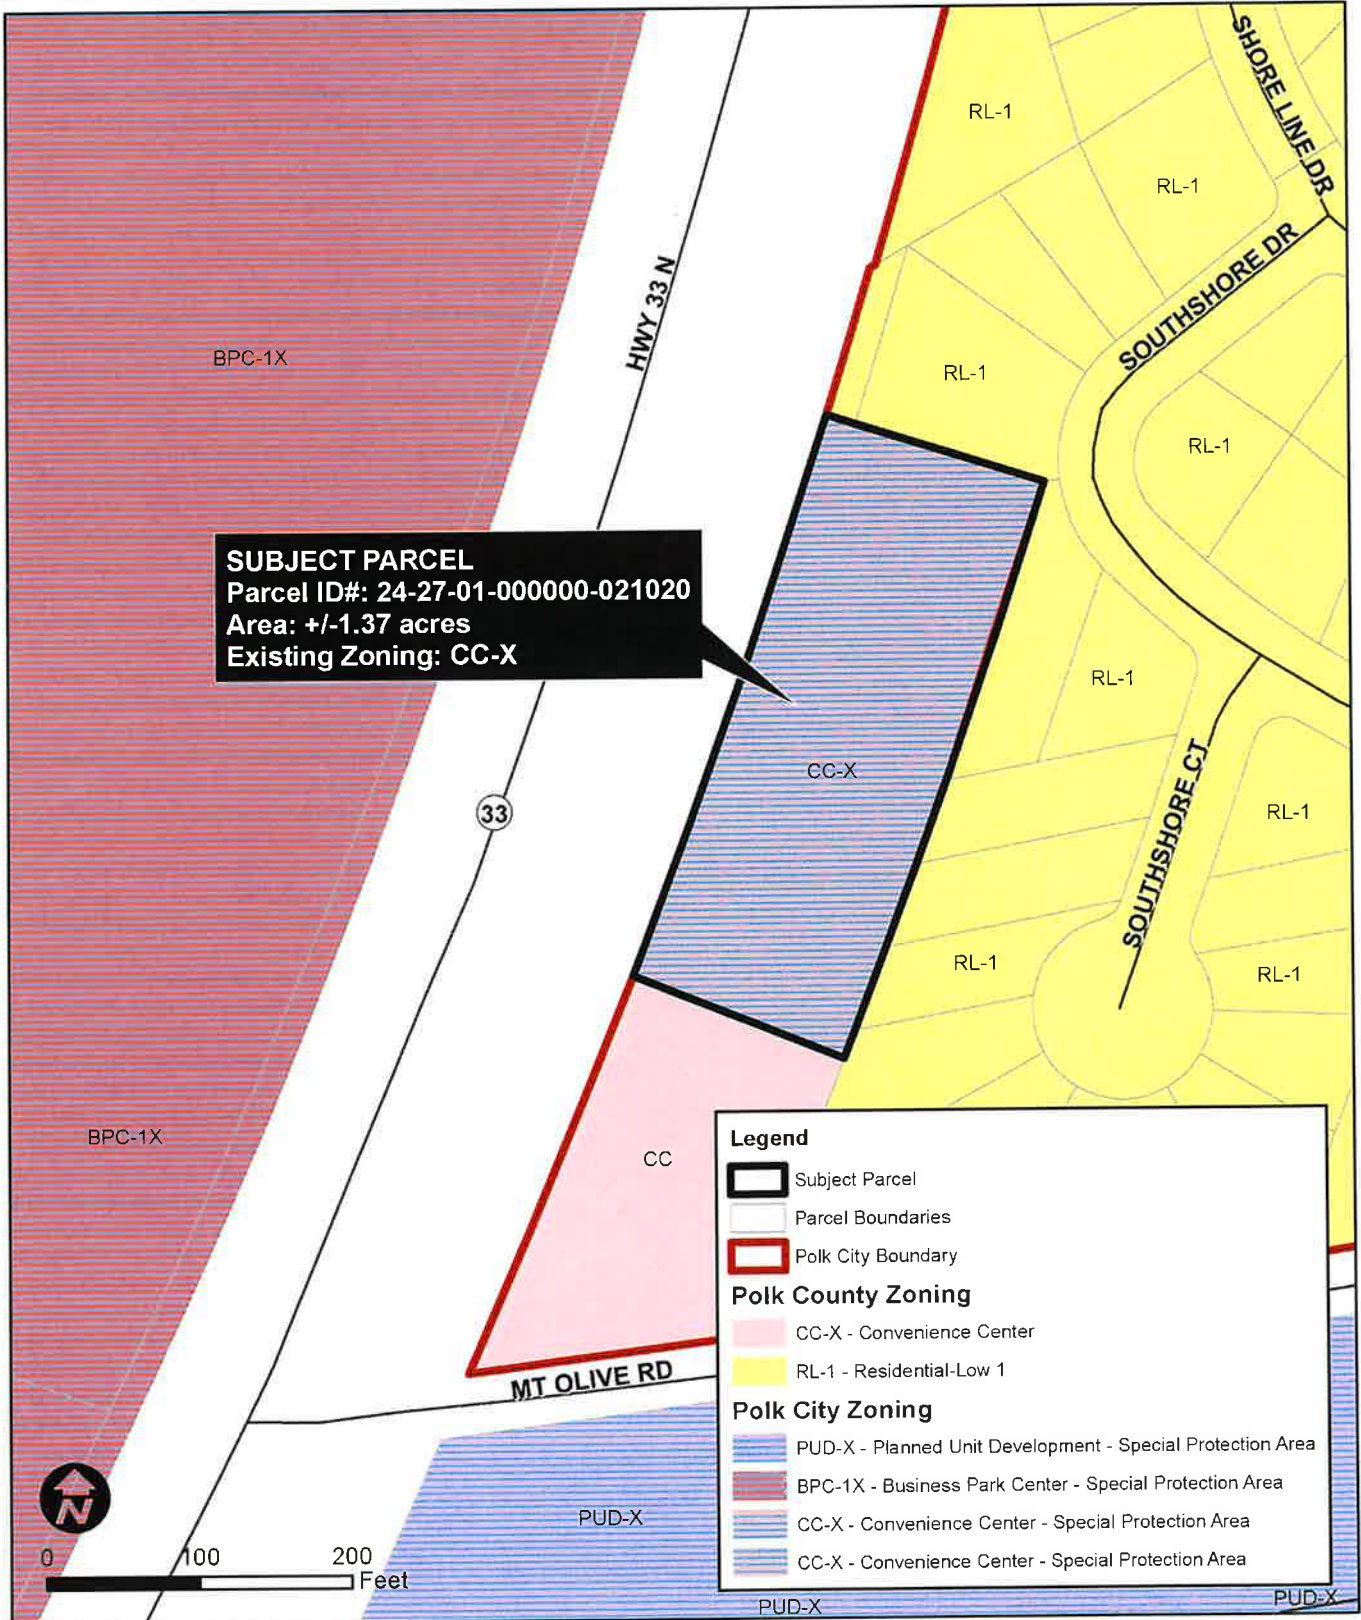 RL-1
SHORE LINE DR
RL-1
SOUTHSHORE DR
HWY 33 N
BPC-1X
RL-1
RL-1
SUBJECT PARCEL
Parcel ID#: 24-27-01-000000-021020
Area: +/-1.37 acres
Existing Zoning: CC-X
RL-1
CC-X
33
SOUTHSHORE CT
RL-1
RL-1
RL-1
BPC-1X
CC
Legend
Subject Parcel
Parcel Boundaries
Polk City Boundary
Polk County Zoning
CC-X - Convenience Center
RL-1 - Residential-Low 1
Polk City Zoning
PUD-X - Planned Unit Development - Special Protection Area
BPC-1X - Business Park Center - Special Protection Area
CC-X - Convenience Center - Special Protection Area
CC-X - Convenience Center - Special Protection Area
MT OLIVE RD
N
PUD-X
0 100 200
Feet
PUD-X
PUD-X